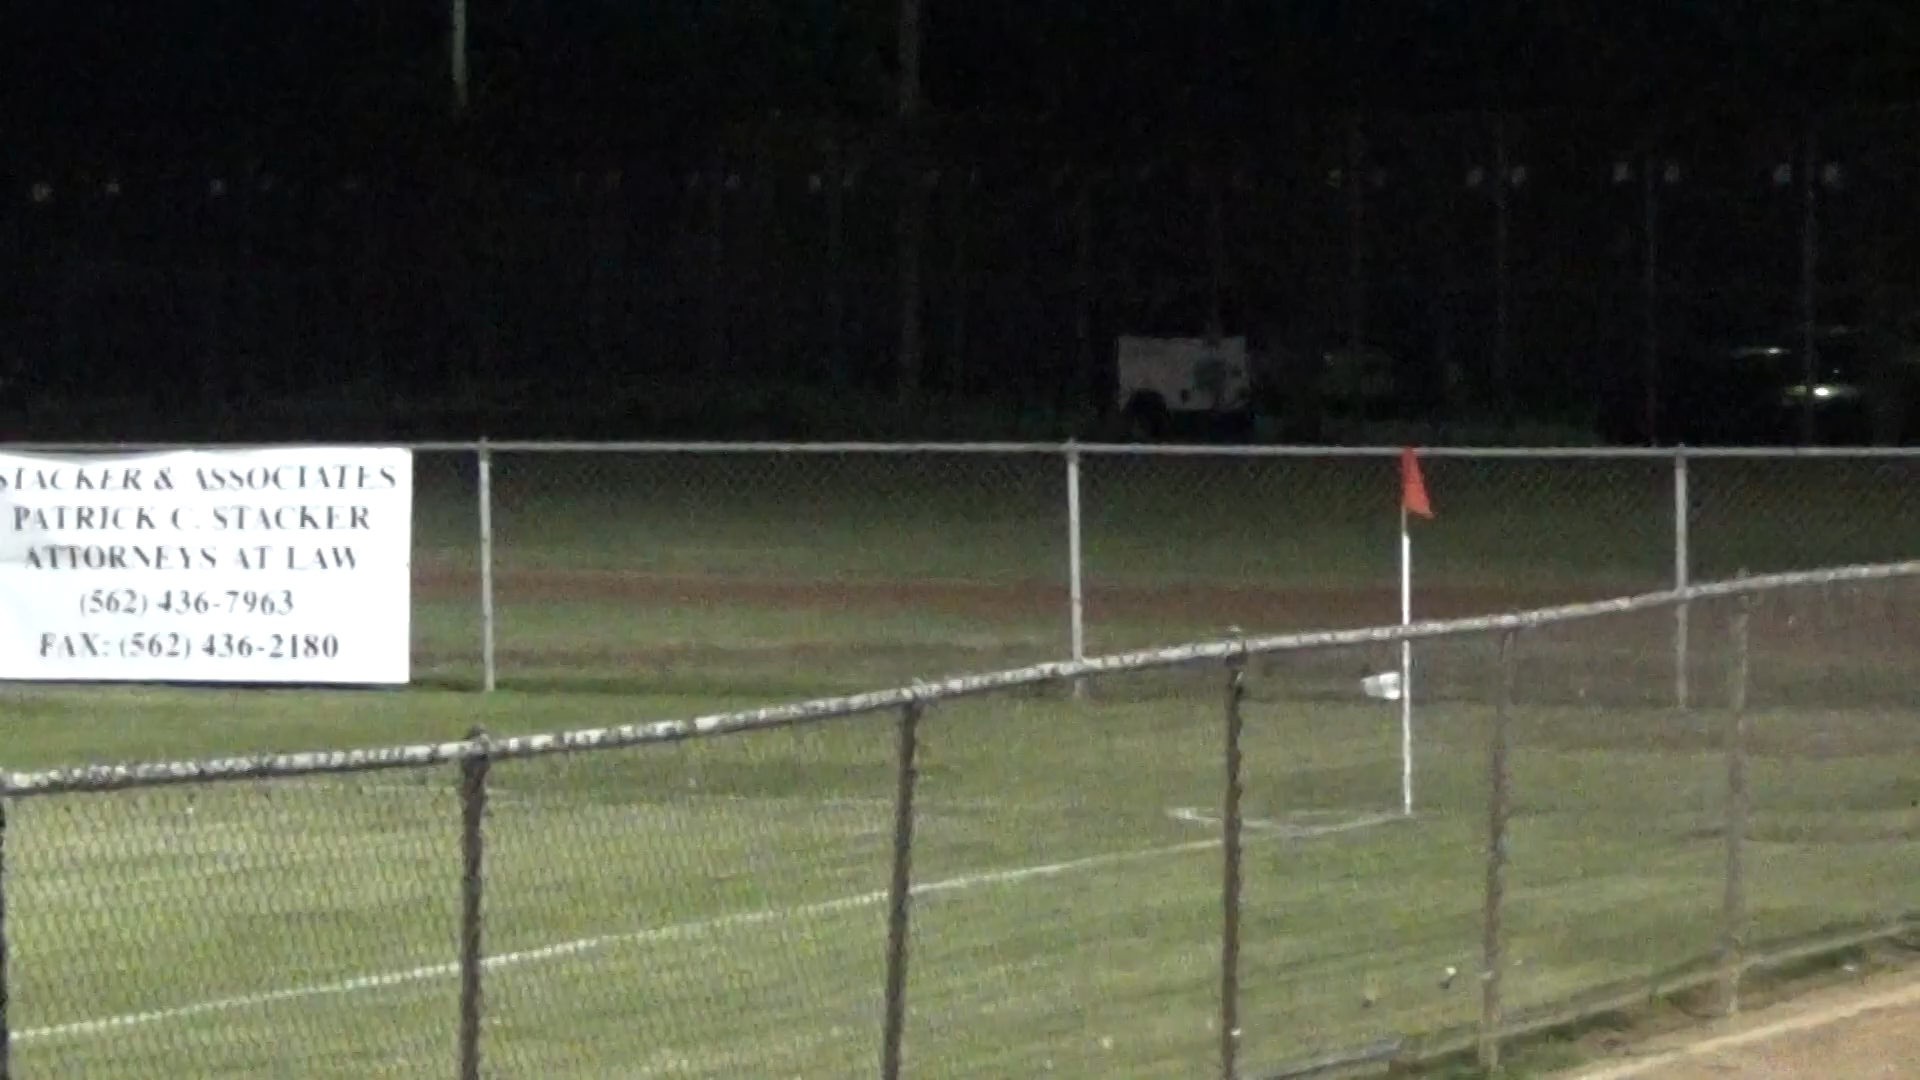 STACKER & ASSOCIATES
PATRICK C. STACKER
ATTORNEYS AT LAW
(562) 436-7963
FAX: (562) 436-2180